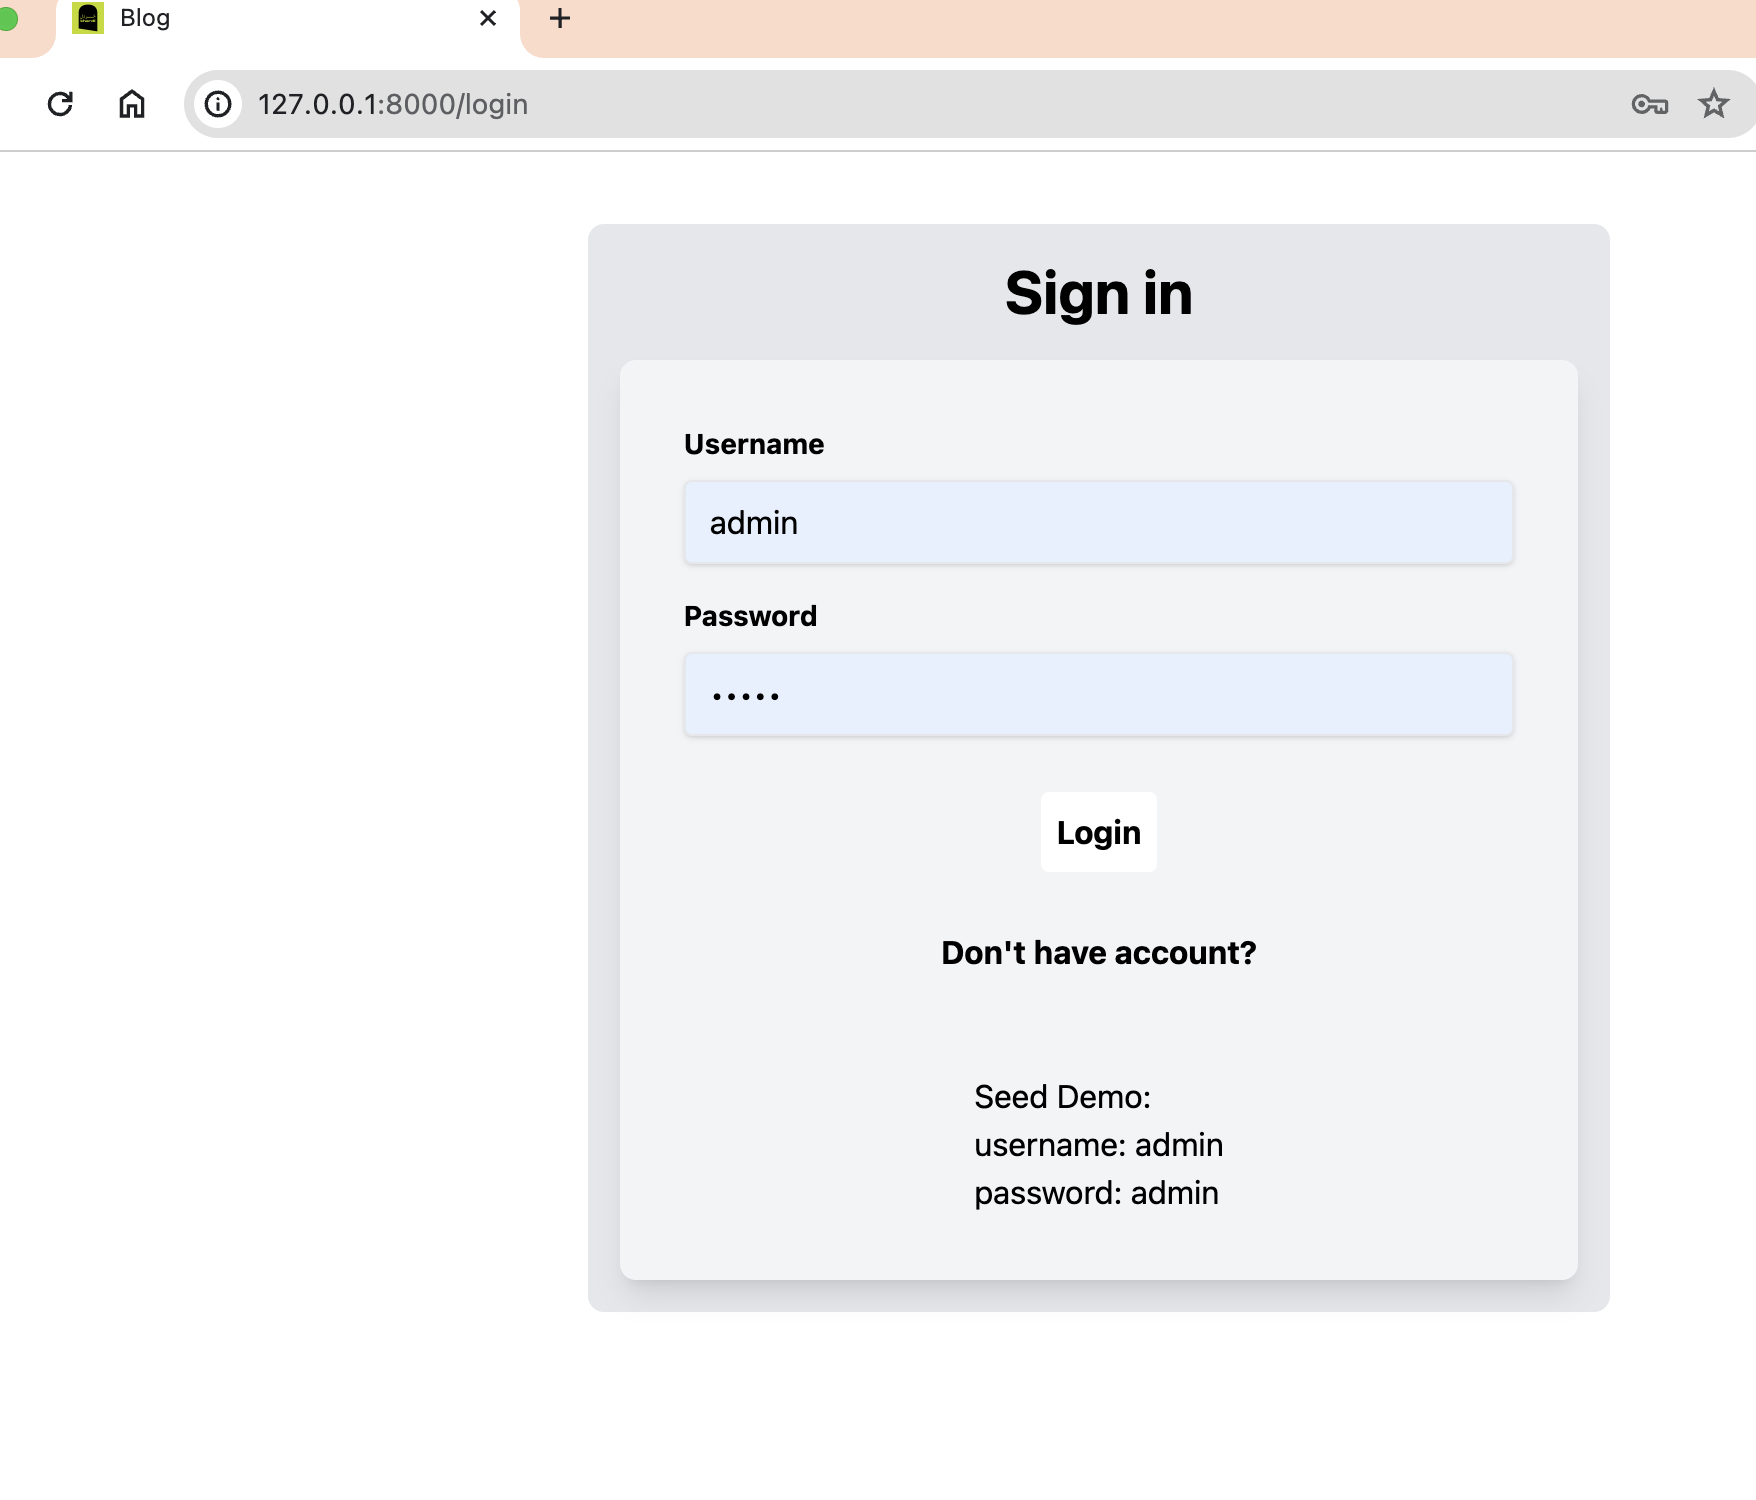 Blog
127.0.0.1:8000/login
Sign in
Username
admin
Password
•••••
Login
Don't have account?
Seed Demo:
username: admin
password: admin